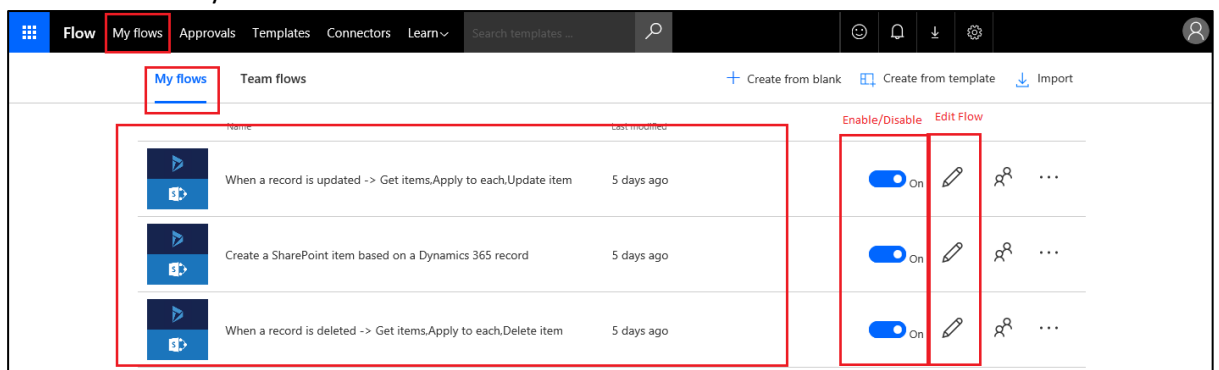 Flow My flows Approvals Templates Connectors Learn Search templates ...
My flows Team flows + Create from blank Create from template Import
Name Last modified Enable/Disable Edit Flow
When a record is updated -> Get items,Apply to each,Update item 5 days ago On ...
Create a SharePoint item based on a Dynamics 365 record 5 days ago On ...
When a record is deleted -> Get items,Apply to each,Delete item 5 days ago On ...